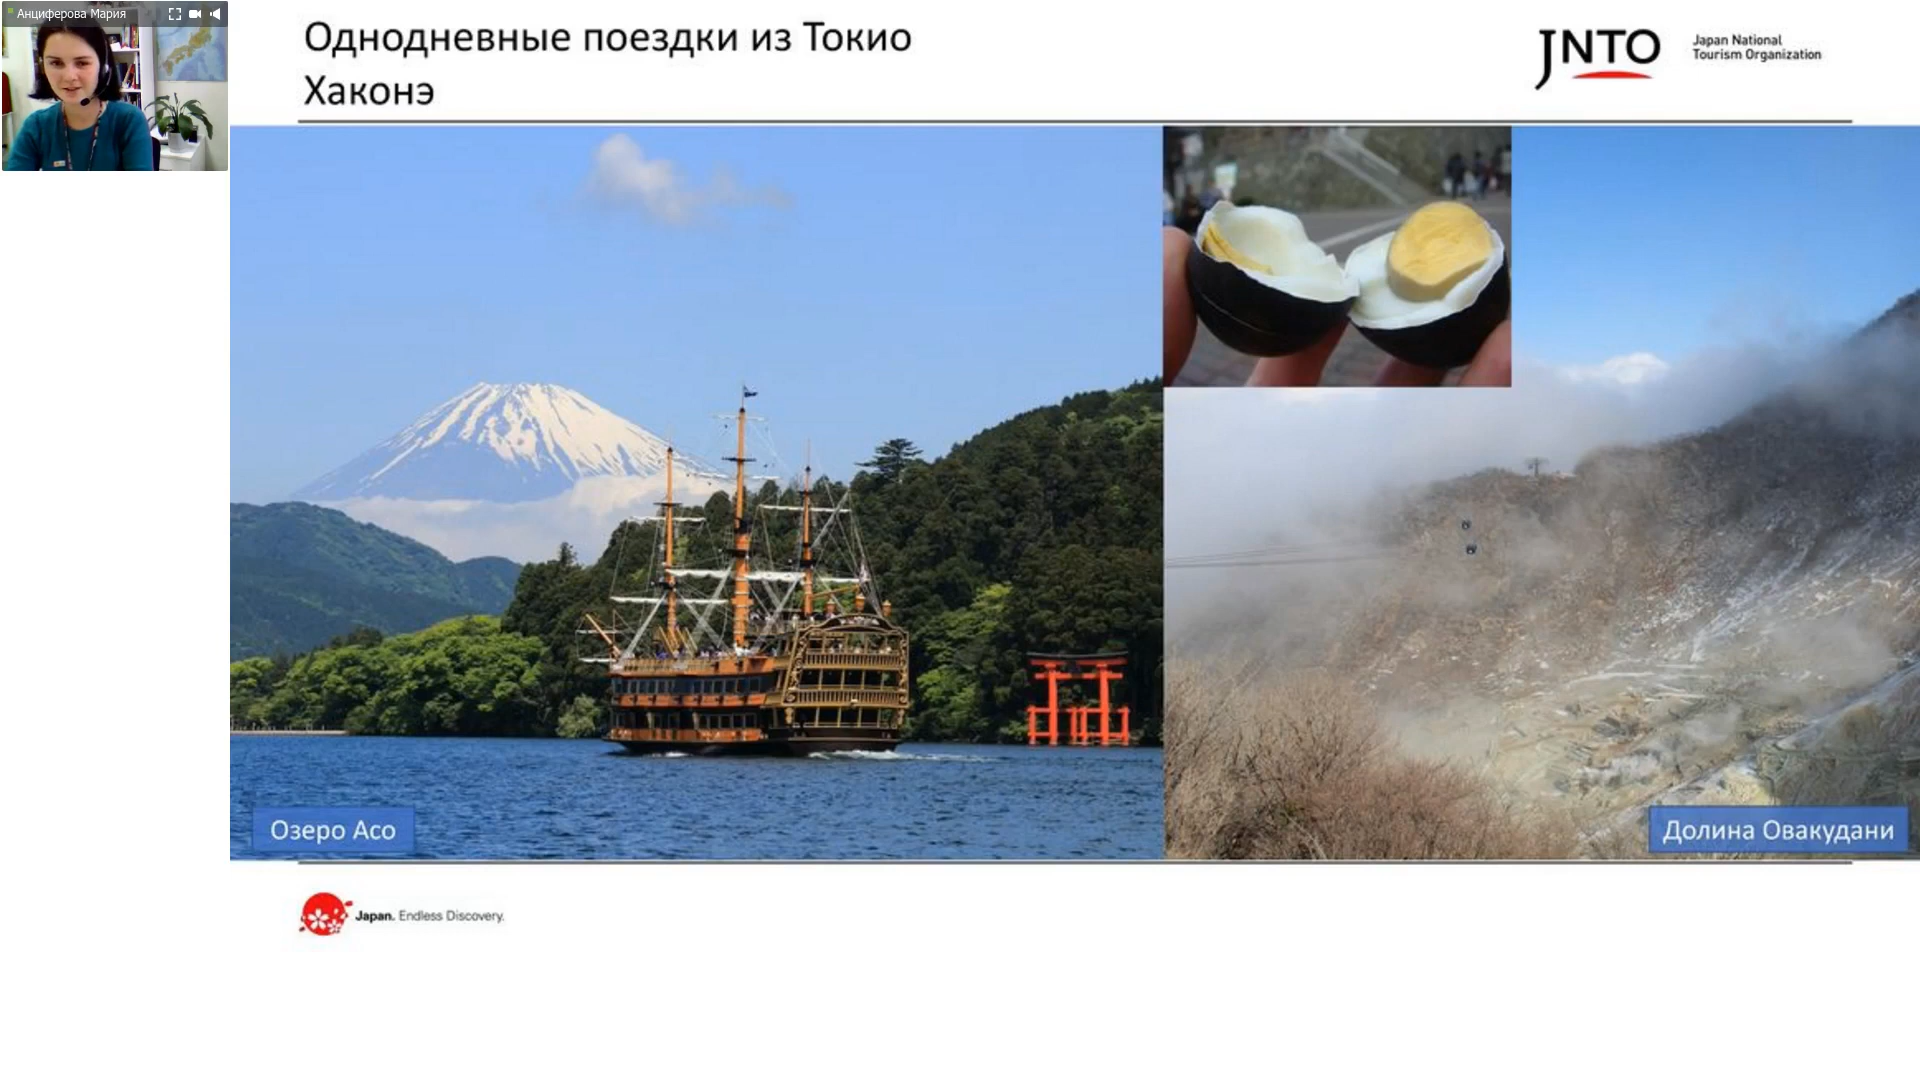 Анциферова Мария
Однодневные поездки из Токио
Хаконэ
JNTO
Japan National
Tourism Organization
Озеро Асо
Долина Овакудани
Japan. Endless Discovery.